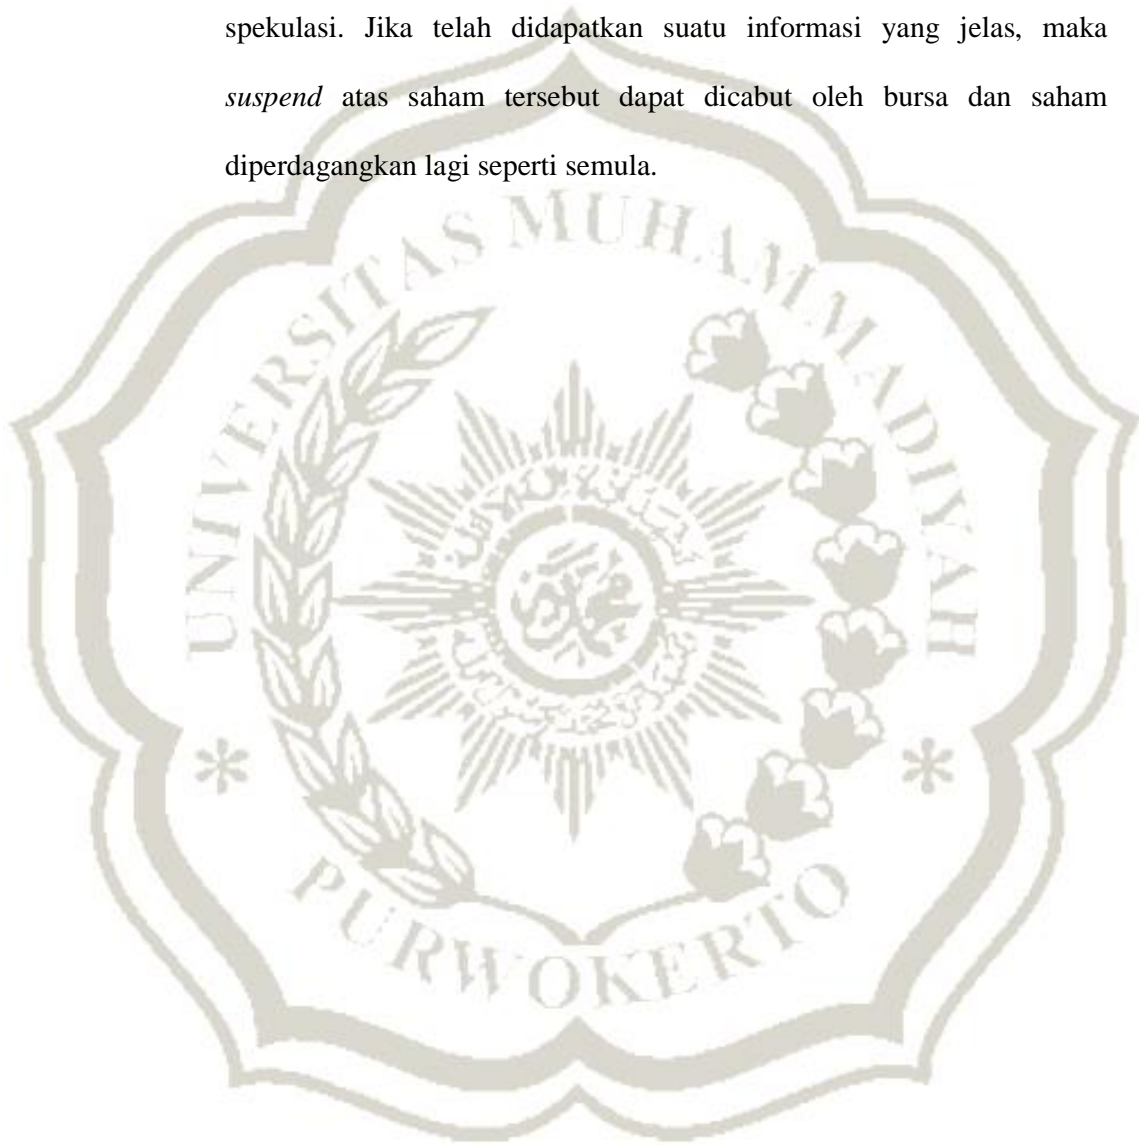 spekulasi. Jika telah didapatkan suatu informasi yang jelas, maka
suspend atas saham tersebut dapat dicabut oleh bursa dan saham
diperdagangkan lagi seperti semula.
UNIVERSITAS MUHAMMADIYAH
* PURWOKERTO *